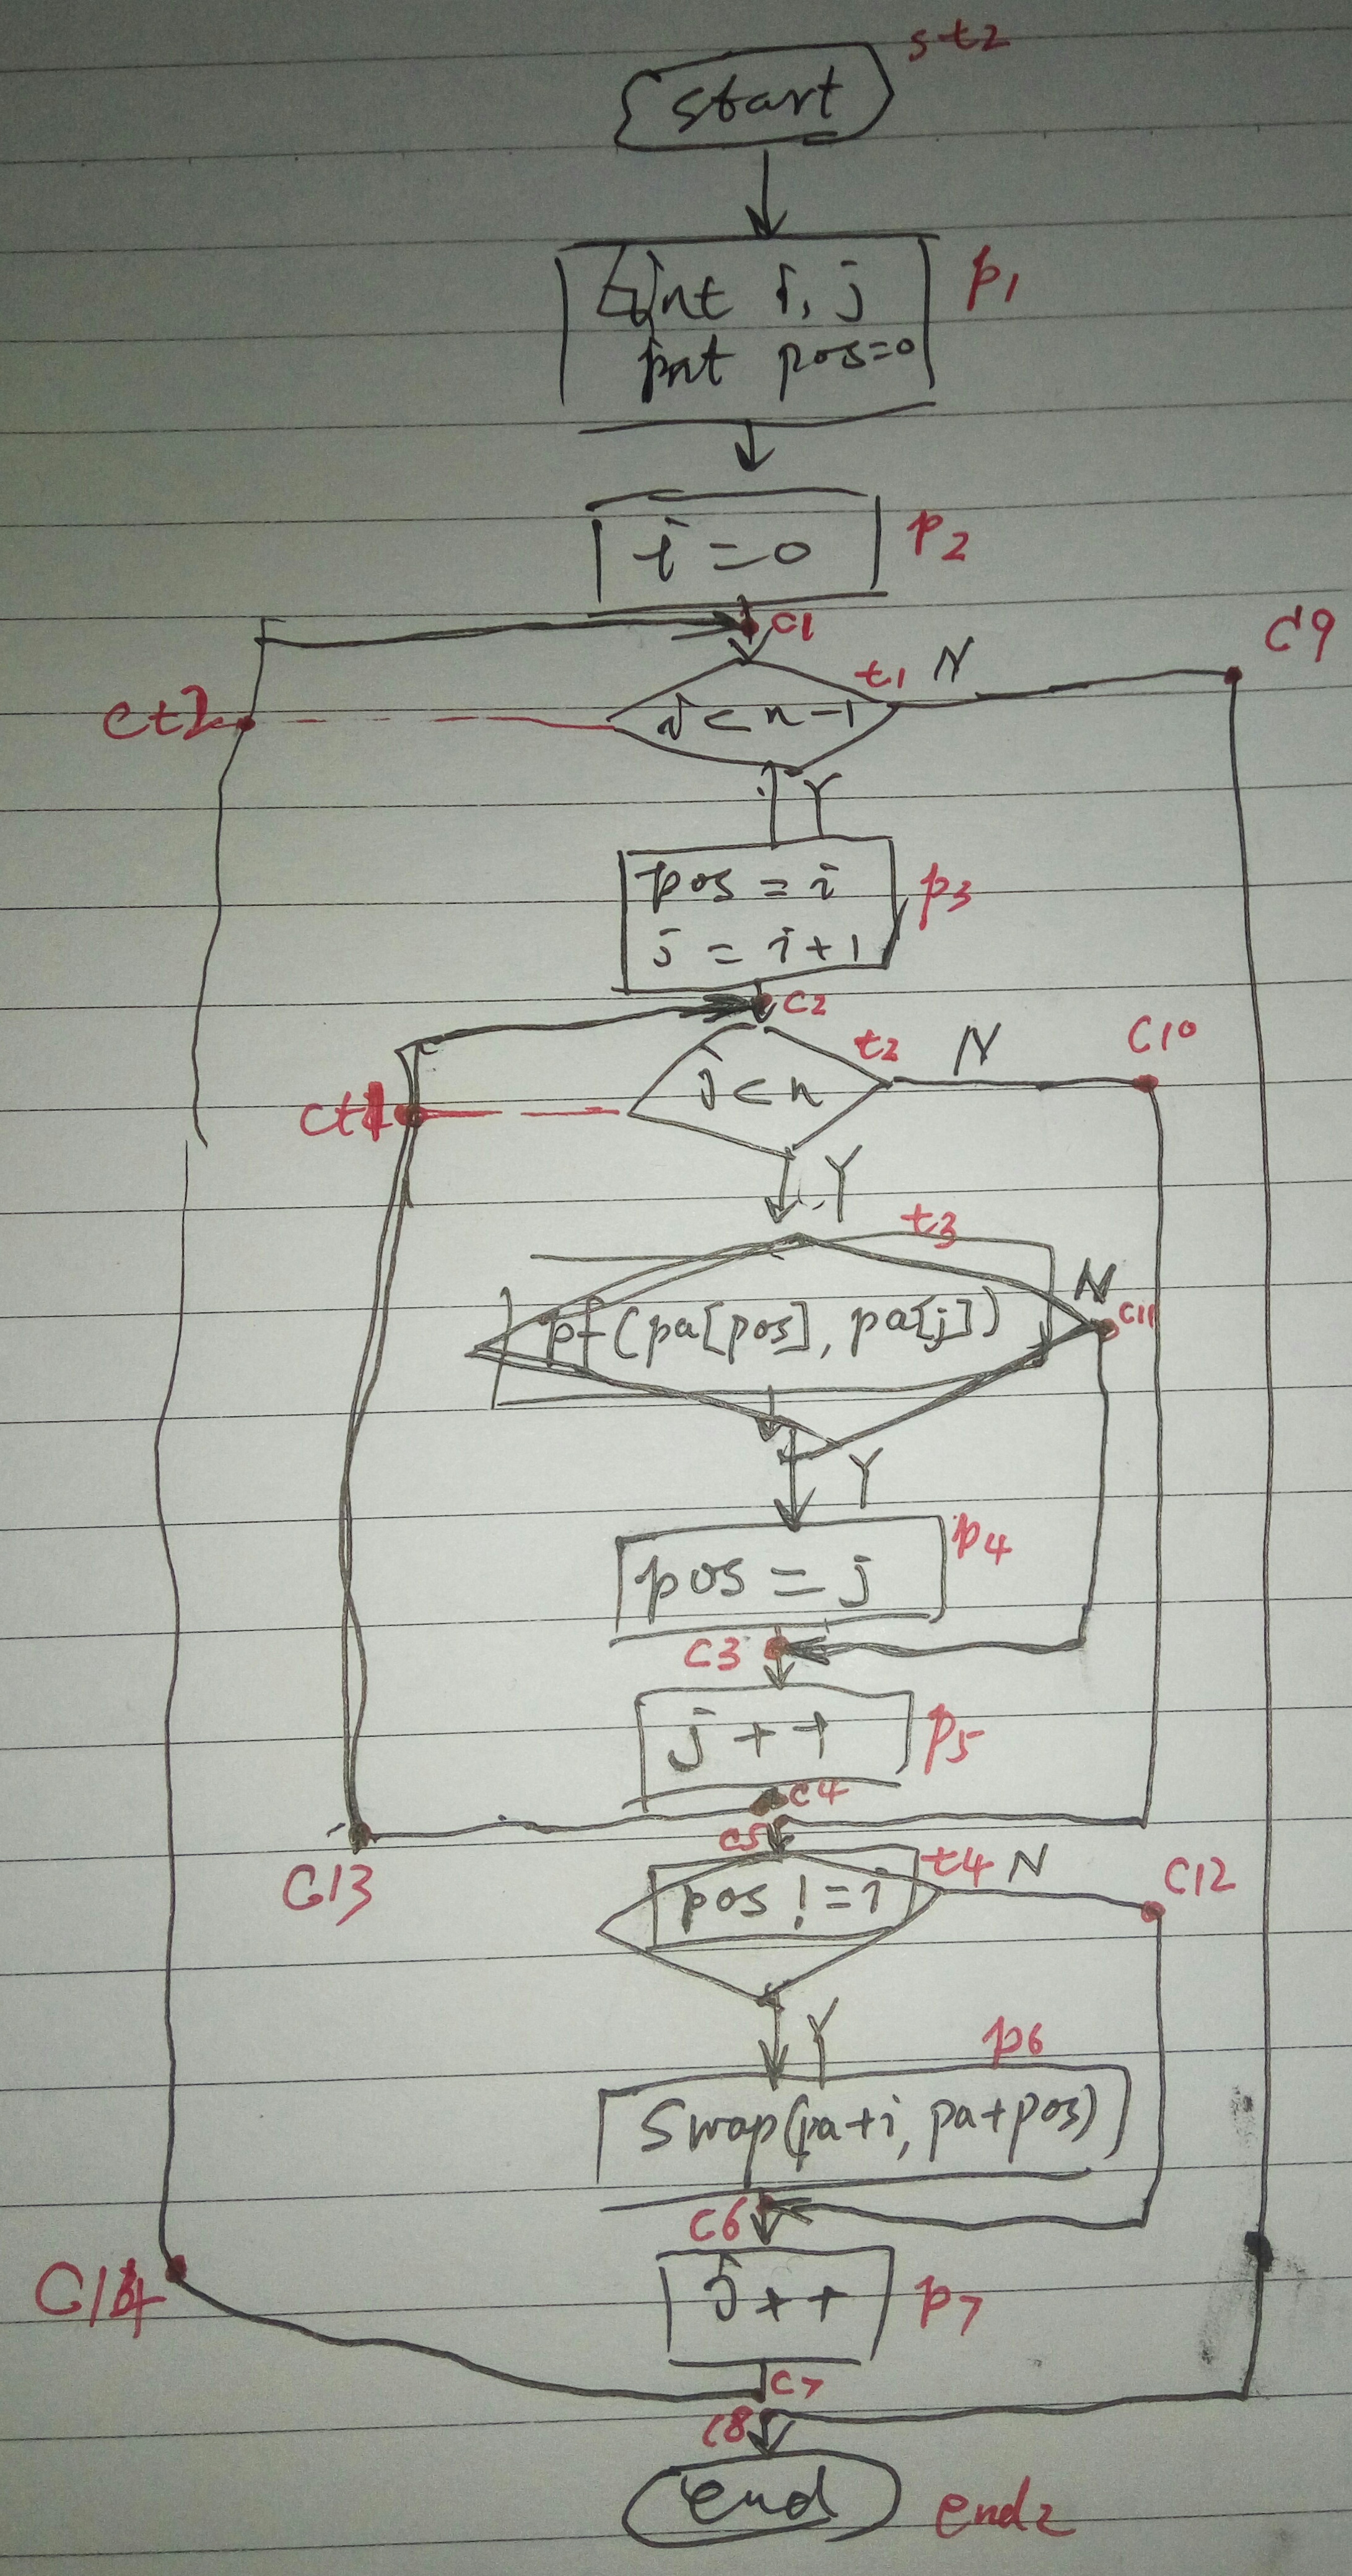 st2
start
int i, j
p1
int pos=0
i = 0
p2
c1
c9
t1 N
i < n-1
ct2
Y
pos = i
p3
j = i+1
c2
t2 N
c10
j < n
ct1
Y
t3
N
pf(pa[pos], pa[j])
c11
Y
p4
pos = j
c3
j++
p5
c4
c5
t4 N
c12
c13
pos != i
Y
p6
Swap(pa+i, pa+pos)
c6
c14
i++
p7
c7
c8
end
end2